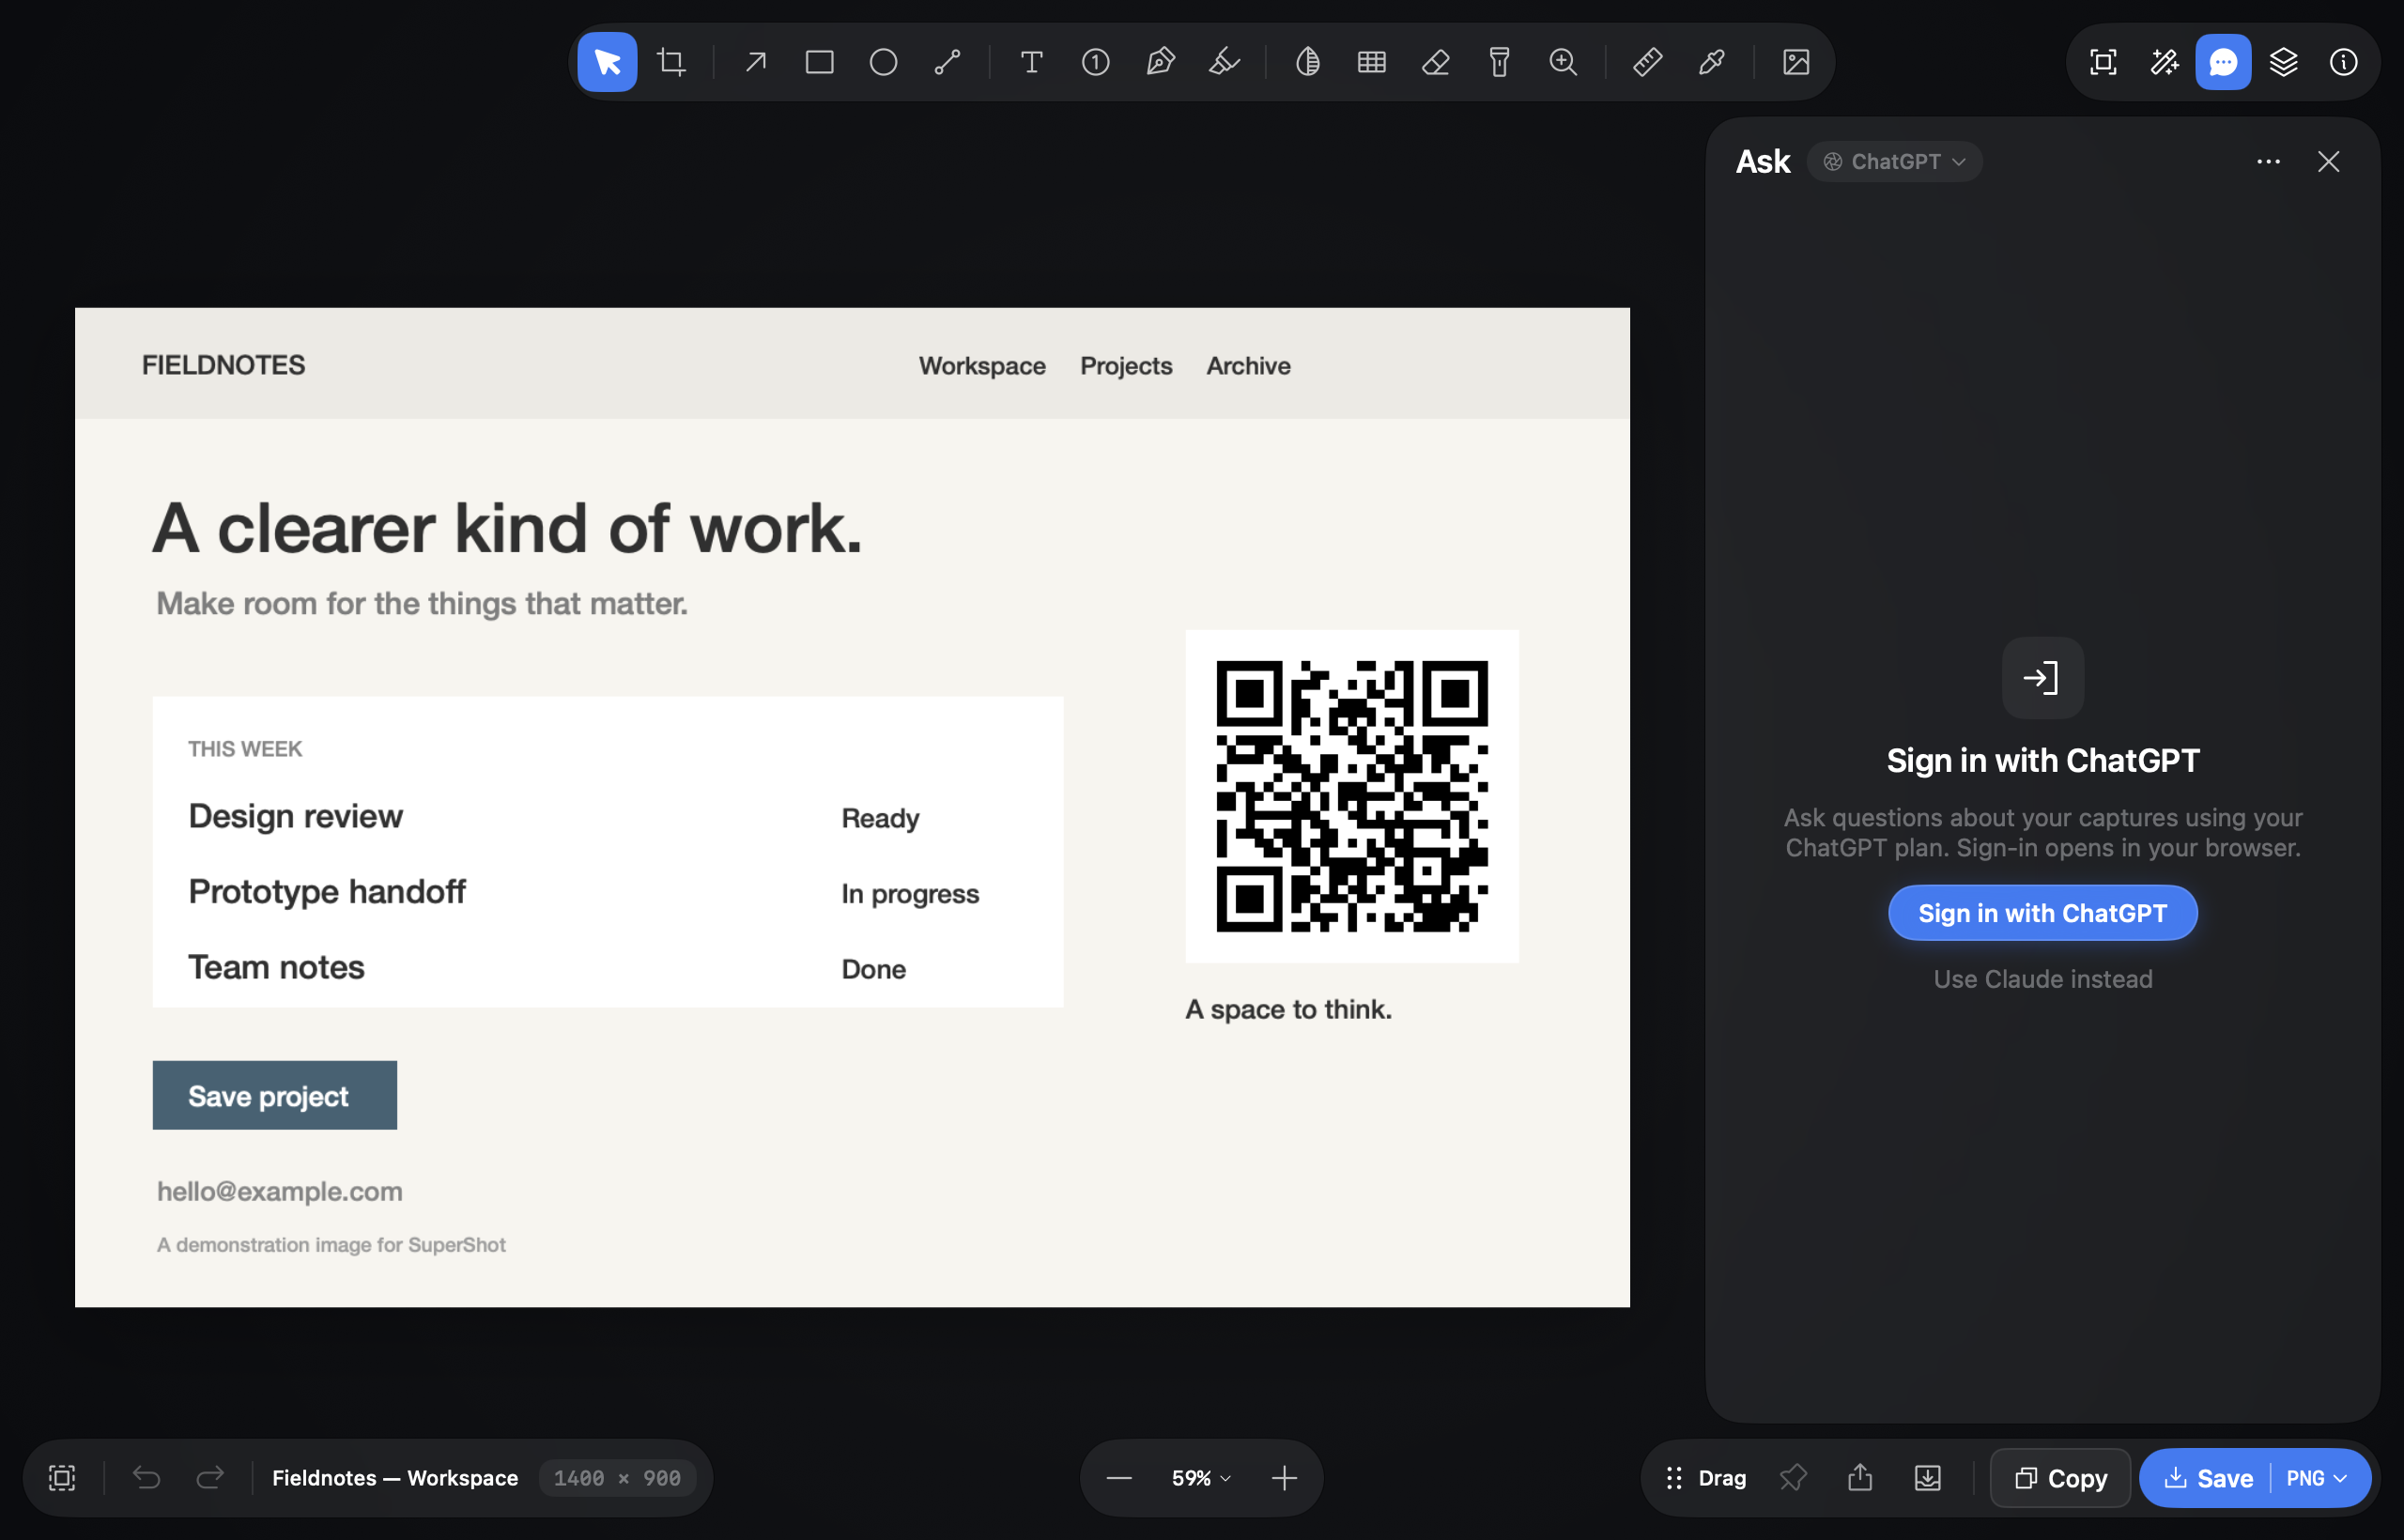 Ask ChatGPT
FIELDNOTES Workspace Projects Archive
A clearer kind of work.
Make room for the things that matter.
THIS WEEK
Design review Ready
Prototype handoff In progress
Team notes Done
A space to think.
Save project
hello@example.com
A demonstration image for SuperShot
Sign in with ChatGPT
Ask questions about your captures using your
ChatGPT plan. Sign-in opens in your browser.
Sign in with ChatGPT
Use Claude instead
Fieldnotes — Workspace 1400 × 900
59%
Drag Copy Save PNG